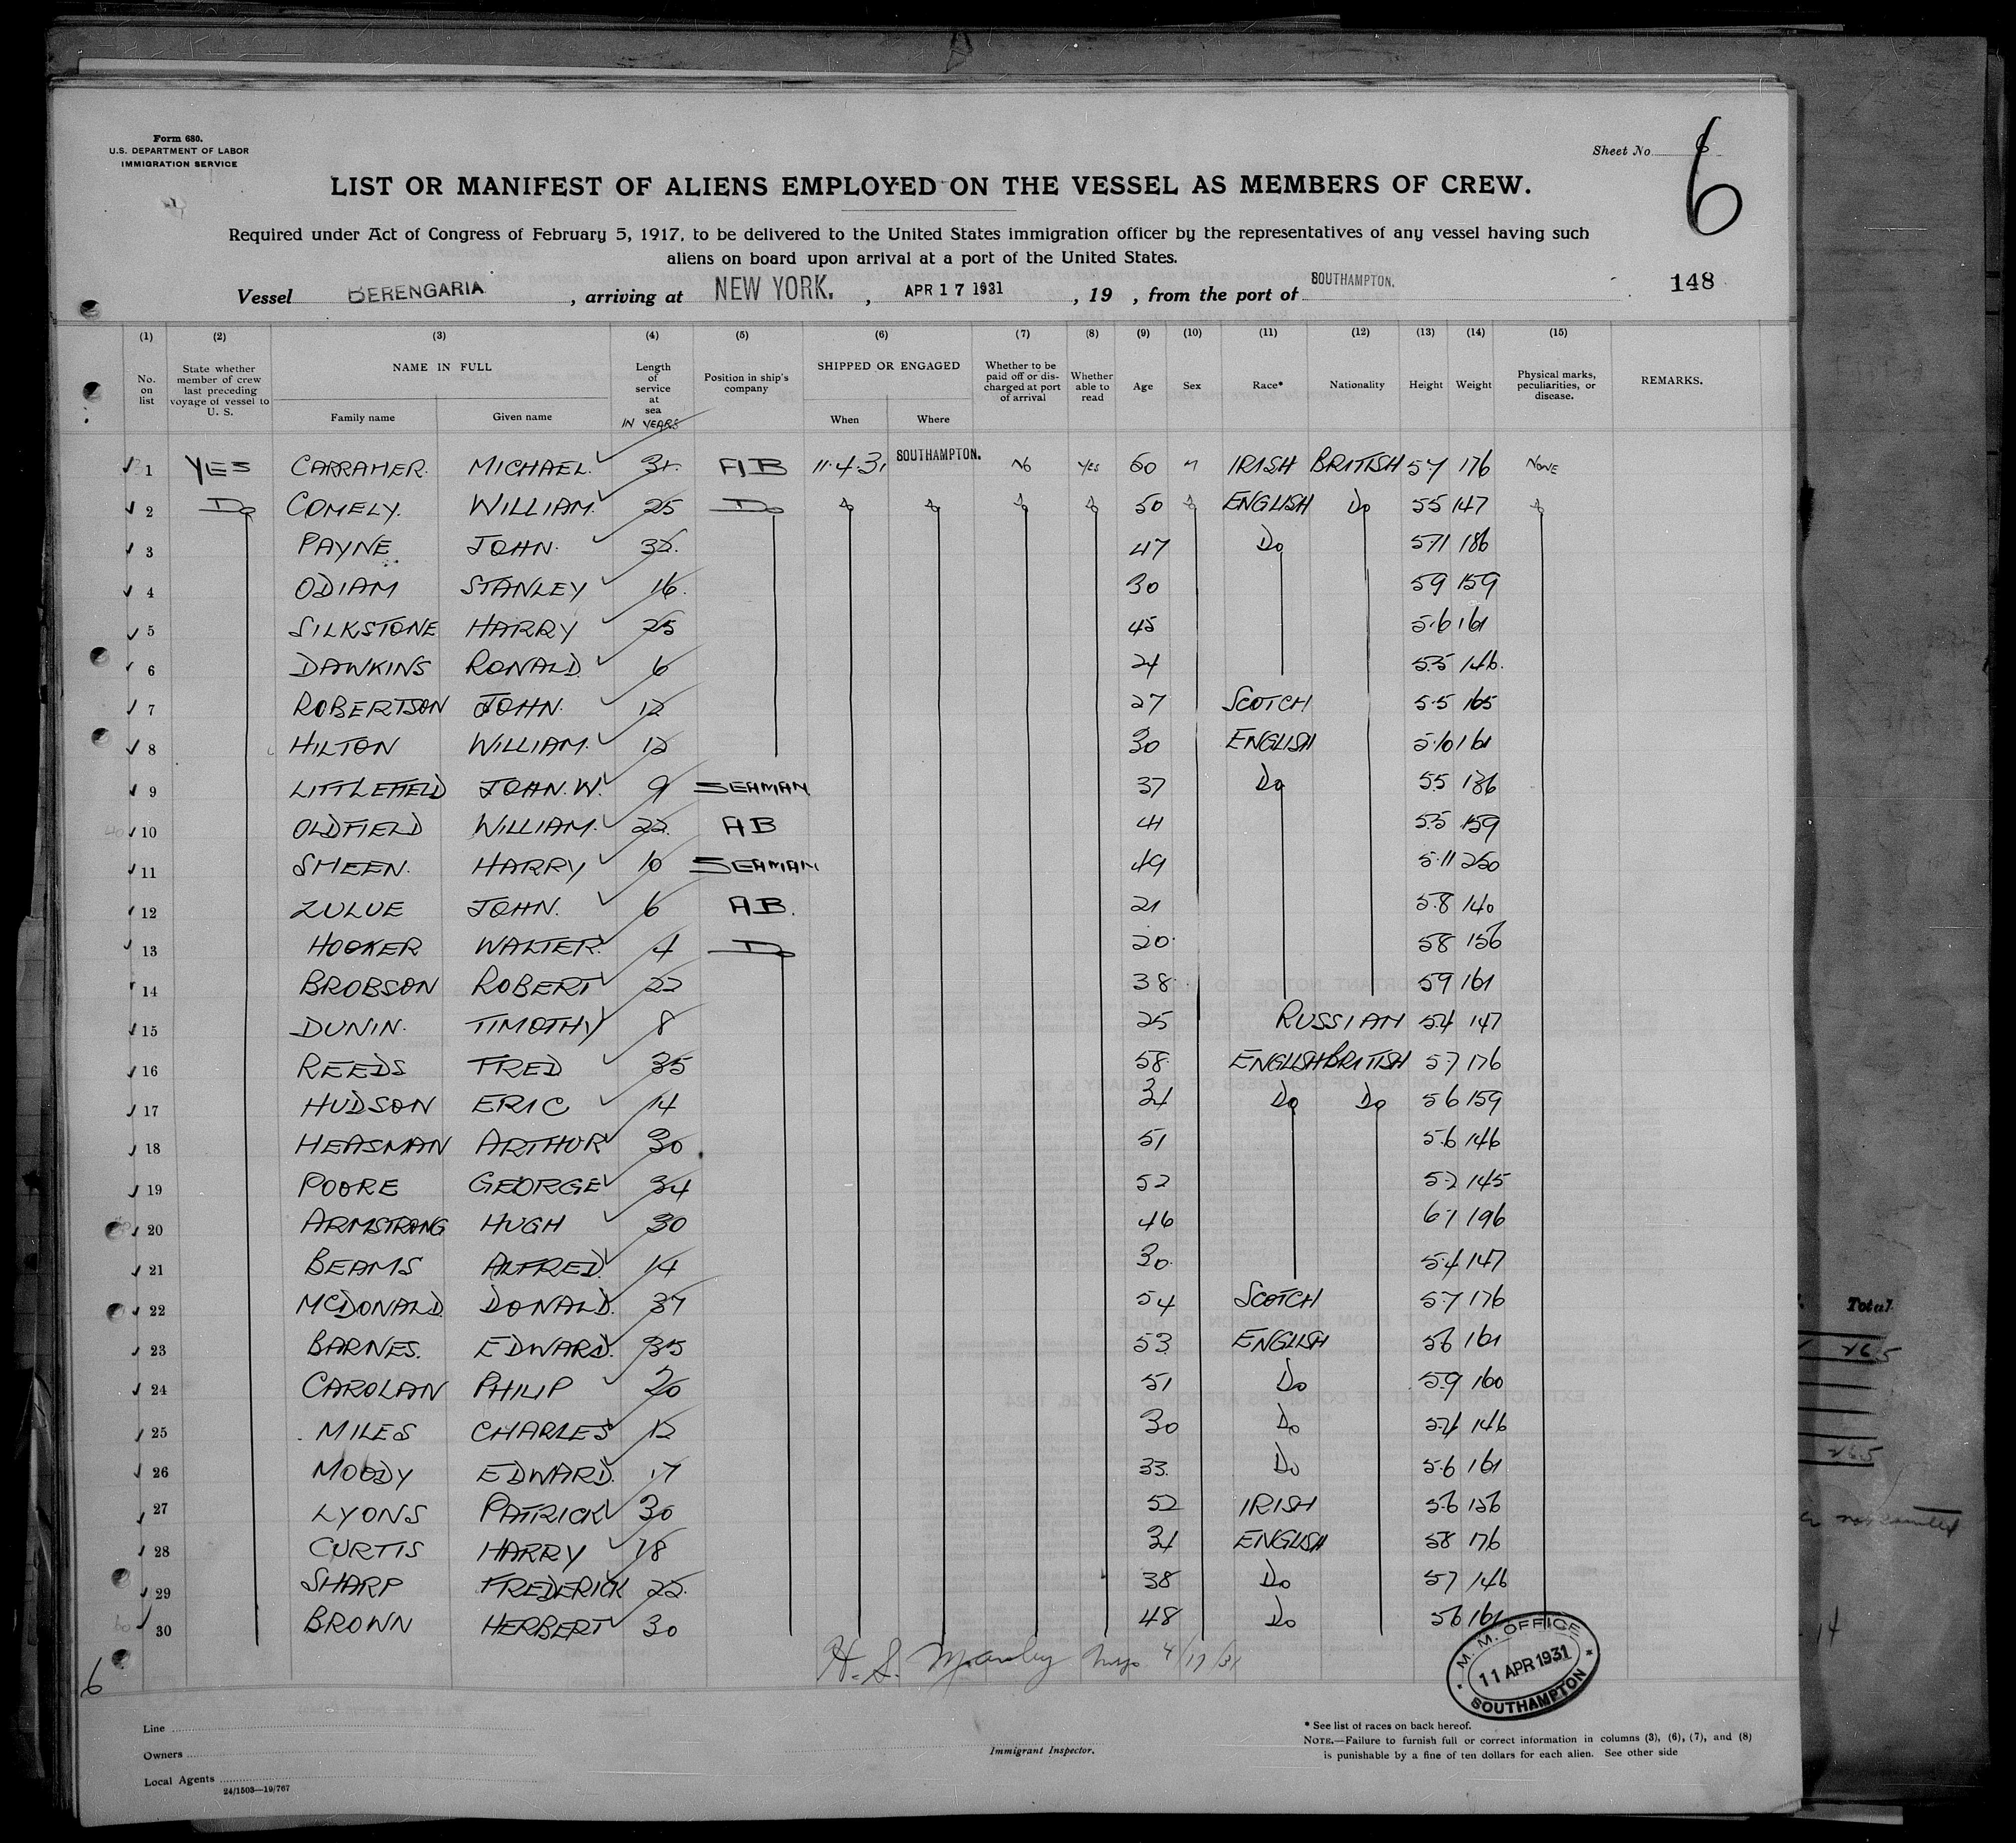 Form 680.
U.S. DEPARTMENT OF LABOR
IMMIGRATION SERVICE
Sheet No. 6
6
LIST OR MANIFEST OF ALIENS EMPLOYED ON THE VESSEL AS MEMBERS OF CREW.
Required under Act of Congress of February 5, 1917, to be delivered to the United States immigration officer by the representatives of any vessel having such
aliens on board upon arrival at a port of the United States.
Vessel BERENGARIA, arriving at NEW YORK., APR 17 1931, 19 , from the port of SOUTHAMPTON.
148
(1) (2) (3) (4) (5) (6) (7) (8) (9) (10) (11) (12) (13) (14) (15)
No. on list State whether member of crew last preceding voyage of vessel to U. S. NAME IN FULL Family name Given name Length of service at sea IN YEARS Position in ship's company SHIPPED OR ENGAGED When Where Whether to be paid off or discharged at port of arrival Whether able to read Age Sex Race* Nationality Height Weight Physical marks, peculiarities, or disease. REMARKS.
1 YES CARRAHER. MICHAEL. AB 11.4.31 SOUTHAMPTON. NO YES 60 M IRISH BRITISH 5.7 176 NONE
2 Do COMELY. WILLIAM. 25 Do 50 ENGLISH Do 5.5 147
3 PAYNE JOHN. 32. 47 Do 5.11 186
4 ODIAM STANLEY 16. 30 5.9 159
5 SILKSTONE HARRY 25 45 5.6 161
6 DAWKINS RONALD 6 24 5.5 146.
7 ROBERTSON JOHN. 12 27 SCOTCH 5.5 165
8 HILTON WILLIAM. 12 30 ENGLISH 5.10 161
9 LITTLEFIELD JOHN. W. 9 SEAMAN 37 Do 5.5 136
10 OLDFIELD WILLIAM. 22. AB 41 5.5 159
11 SHEEN. HARRY 10 SEAMAN 49 5.11 250
12 ZULUE JOHN. 6 AB. 21 5.8 140
13 HOOKER WALTER. 4 Do 20. 5.8 156
14 BROBSON ROBERT 22 38 5.9 161
15 DUNIN. TIMOTHY 8 25 RUSSIAN 5.4 147
16 REEDS FRED 35 58. ENGLISH BRITISH 5.7 176
17 HUDSON ERIC 14 Do Do 5.6 159
18 HEASMAN ARTHUR 30 51 5.6 146
19 POORE GEORGE 34 52 5.2 145
20 ARMSTRONG HUGH 30 46 6.1 196
21 BEAMS ALFRED. 14 30. 5.4 147
22 McDONALD DONALD. 37 54 SCOTCH 5.7 176
23 BARNES. EDWARD. 35 53 ENGLISH 5.6 161
24 CAROLAN PHILIP 20 51 Do 5.9 160
25 MILES CHARLES 12 30 Do 5.4 146
26 MOODY EDWARD. 17 33. Do 5.6 161
27 LYONS PATRICK 30 52 IRISH 5.6 156
28 CURTIS HARRY 18 ENGLISH 5.8 176
29 SHARP FREDERICK 22. 38 Do 5.7 146
30 BROWN HERBERT 30 48 Do 5.6 161
H. S. Manley 4/17/31
M. M. OFFICE
11 APR 1931
SOUTHAMPTON
6
Line
Owners
Local Agents
24/1503—19/767
Immigrant Inspector.
* See list of races on back hereof.
NOTE.—Failure to furnish full or correct information in columns (3), (6), (7), and (8)
is punishable by a fine of ten dollars for each alien. See other side
Total